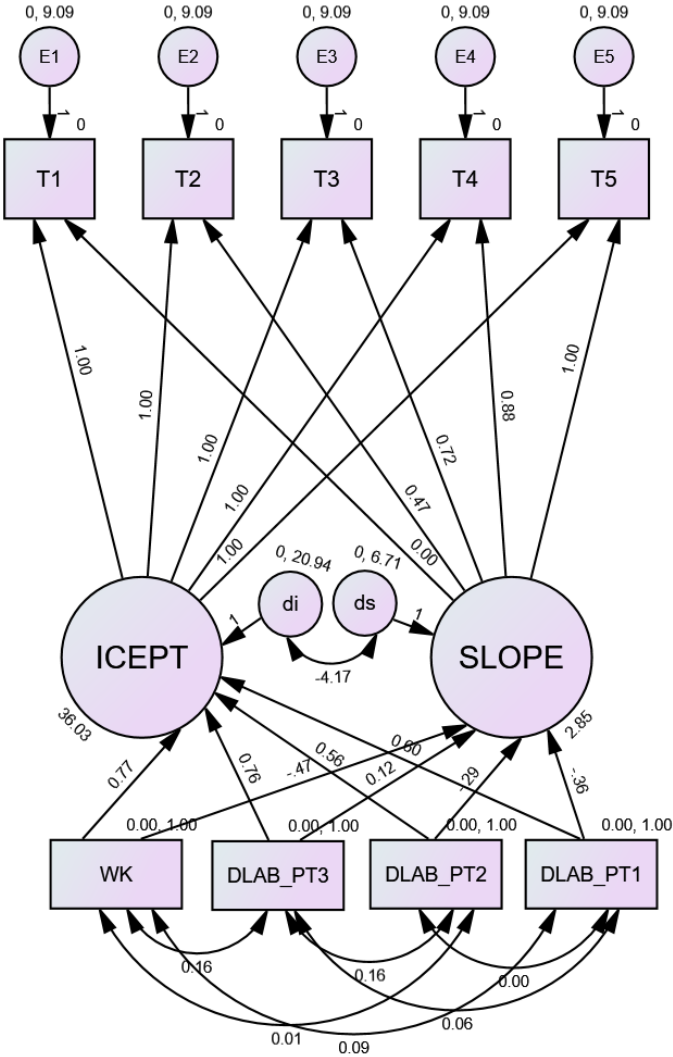 0, 9.09
0, 9.09
0, 9.09
0, 9.09
0, 9.09
E1
E2
E3
E4
E5
1
0
1
0
1
0
1
0
1
0
T1
T2
T3
T4
T5
1.00
1.00
1.00
1.00
1.00
0.00
0.47
0.72
0.88
1.00
0, 20.94
0, 6.71
di
ds
1
1
ICEPT
SLOPE
-4.17
36.03
2.85
0.77
0.76
-.47
0.56
0.12
0.60
-.29
-.36
0.00, 1.00
0.00, 1.00
0.00, 1.00
0.00, 1.00
WK
DLAB_PT3
DLAB_PT2
DLAB_PT1
0.16
0.16
0.00
0.01
0.09
0.06